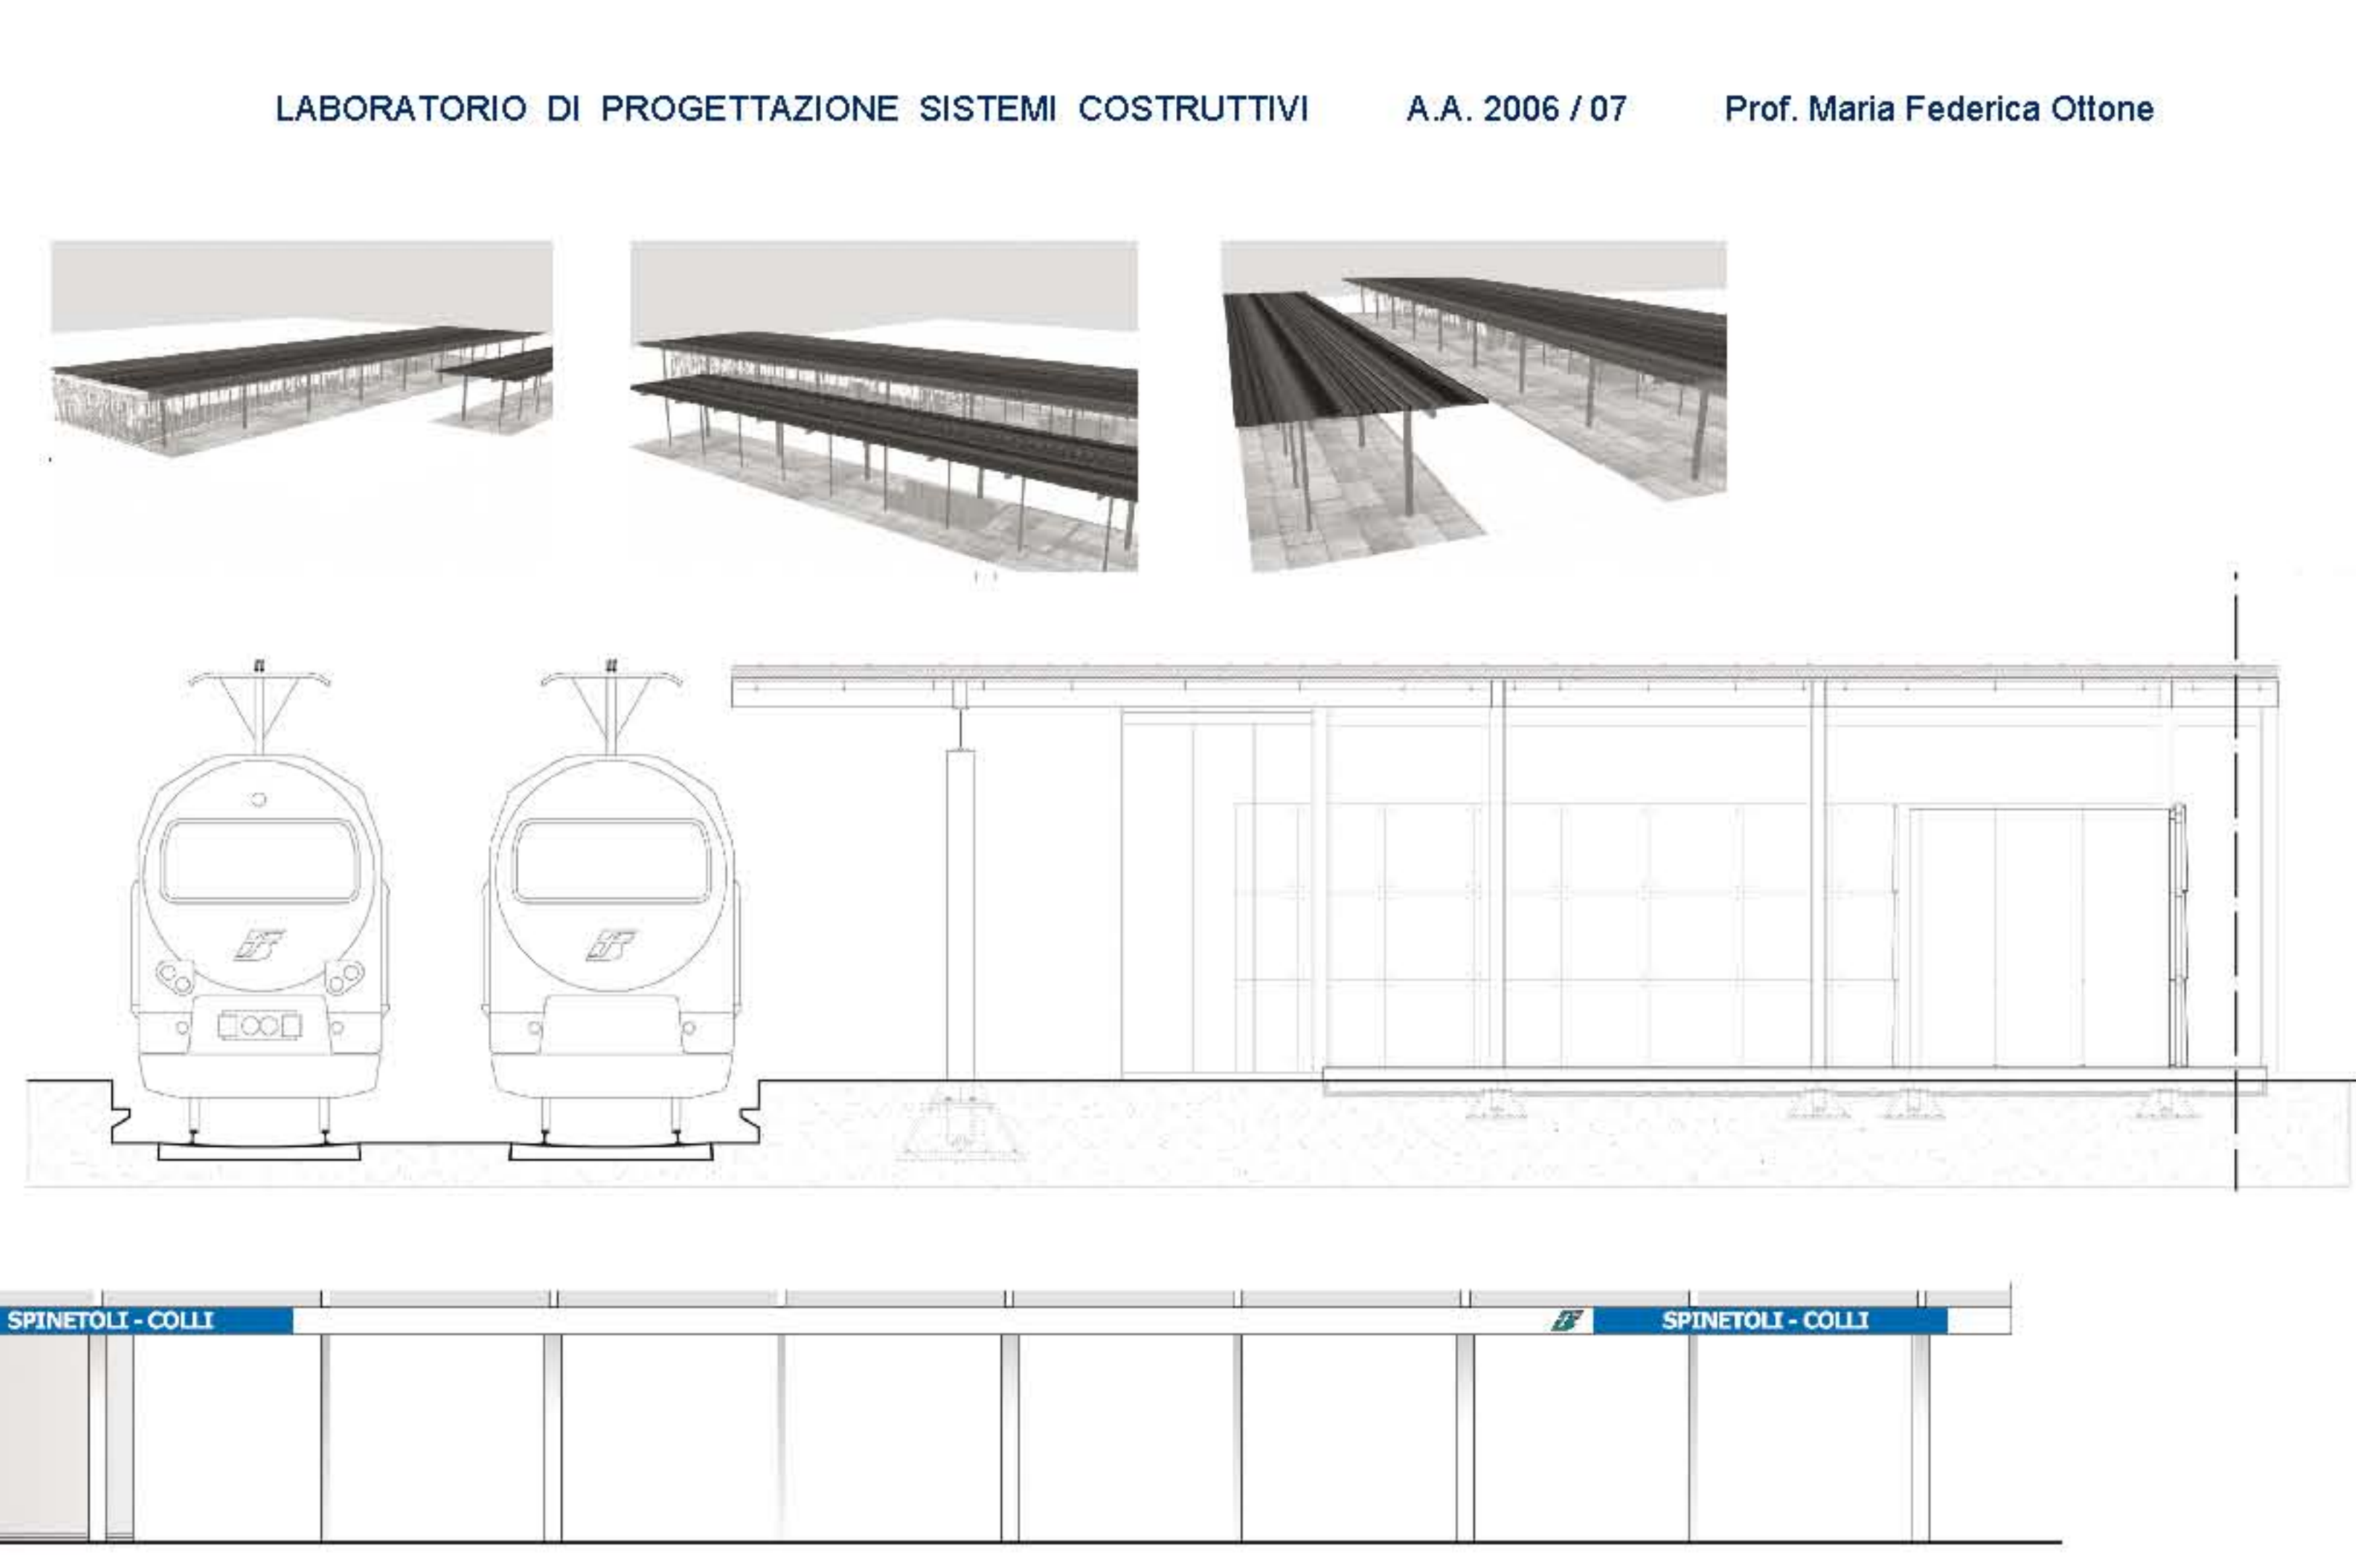 LABORATORIO DI PROGETTAZIONE SISTEMI COSTRUTTIVI A.A. 2006 / 07 Prof. Maria Federica Ottone
SPINETOLI - COLLI
SPINETOLI - COLLI